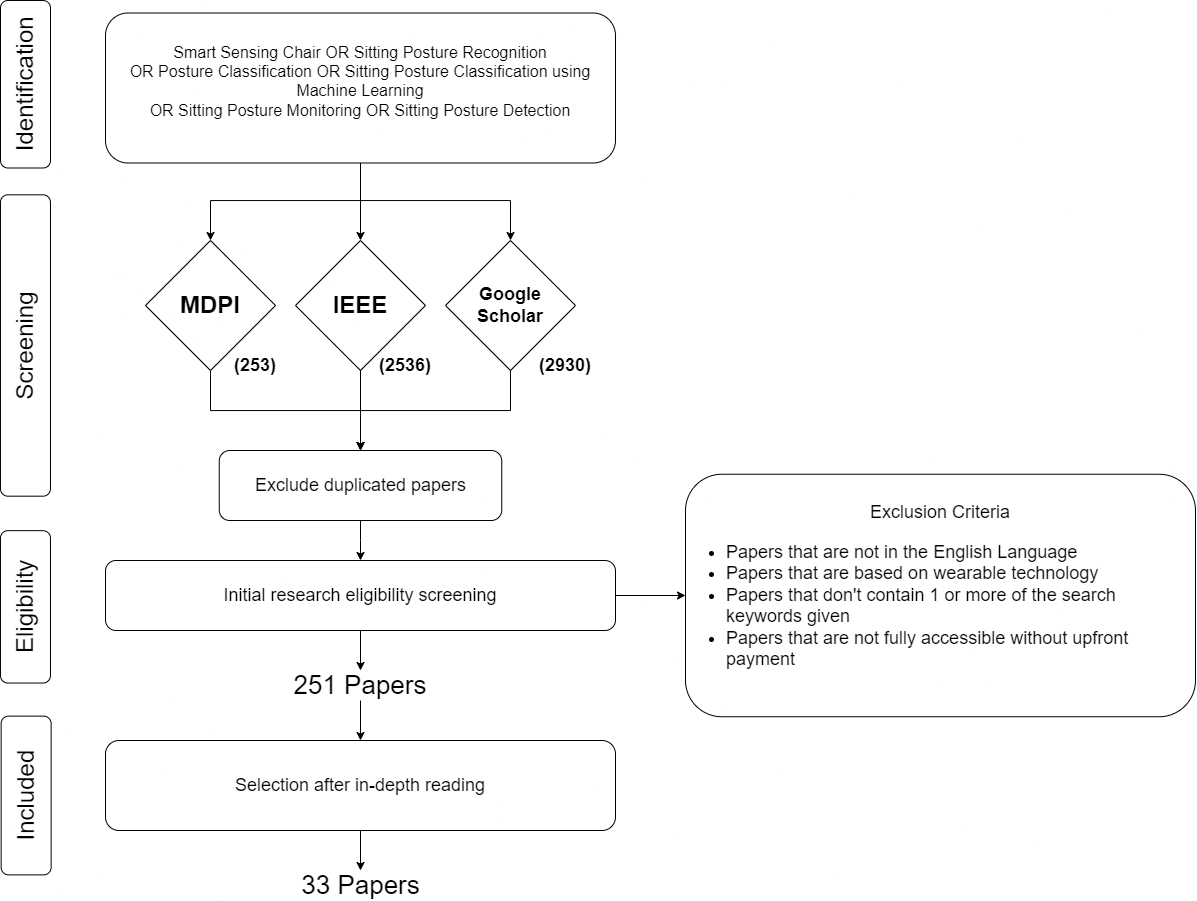 Identification
Smart Sensing Chair OR Sitting Posture Recognition
OR Posture Classification OR Sitting Posture Classification using
Machine Learning
OR Sitting Posture Monitoring OR Sitting Posture Detection
Screening
MDPI
(253)
IEEE
(2536)
Google
Scholar
(2930)
Exclude duplicated papers
Eligibility
Initial research eligibility screening
Exclusion Criteria
• Papers that are not in the English Language
• Papers that are based on wearable technology
• Papers that don't contain 1 or more of the search
keywords given
• Papers that are not fully accessible without upfront
payment
251 Papers
Included
Selection after in-depth reading
33 Papers